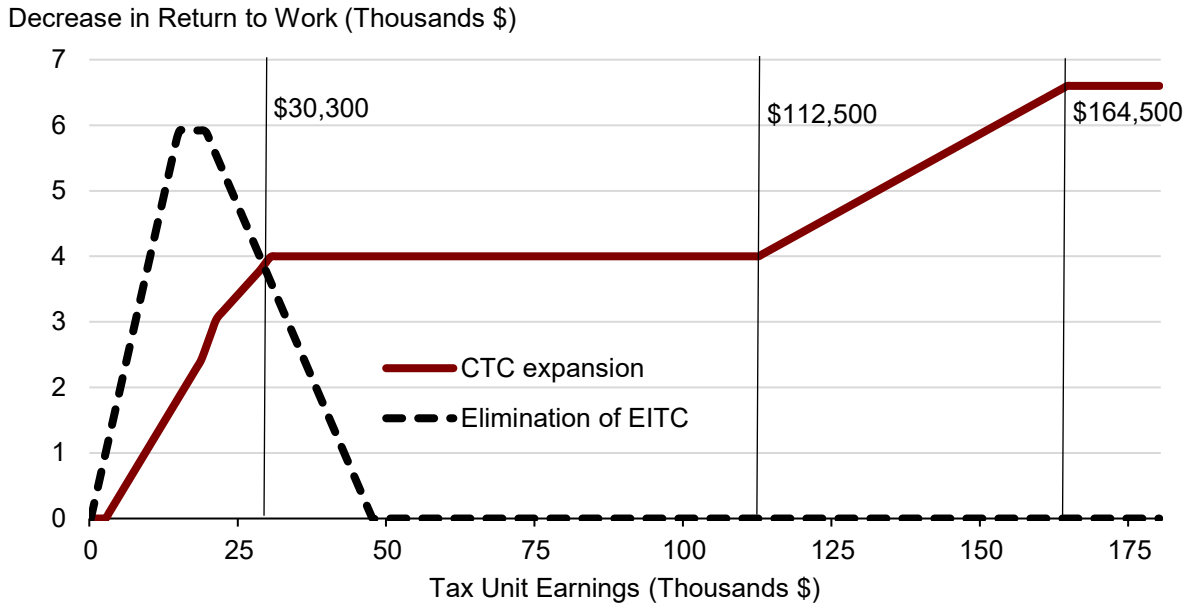 Decrease in Return to Work (Thousands $)
7
6
5
4
3
2
1
0
$30,300
$112,500
$164,500
CTC expansion
Elimination of EITC
0 25 50 75 100 125 150 175
Tax Unit Earnings (Thousands $)